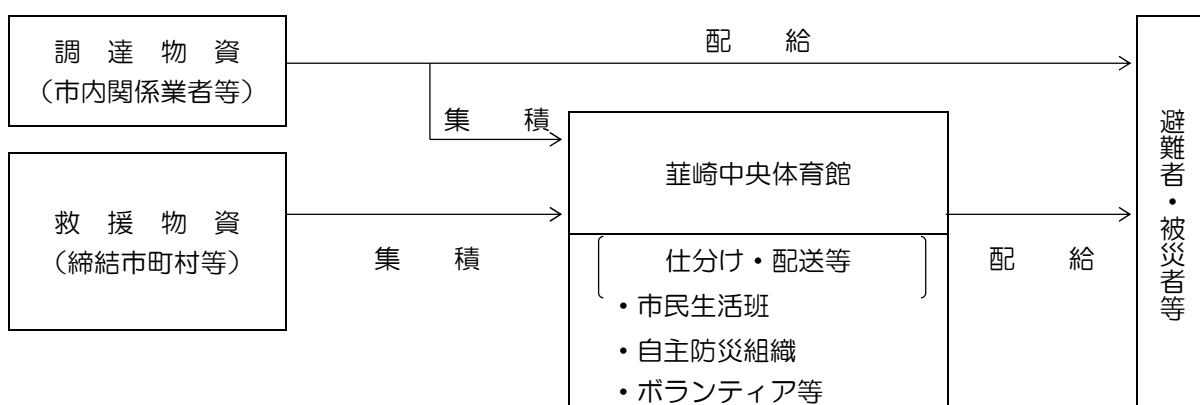 調達物資
（市内関係業者等）
配給
集積
救援物資
（締結市町村等）
集積
韮崎中央体育館
仕分け・配送等
・市民生活班
・自主防災組織
・ボランティア等
配給
避難者・被災者等